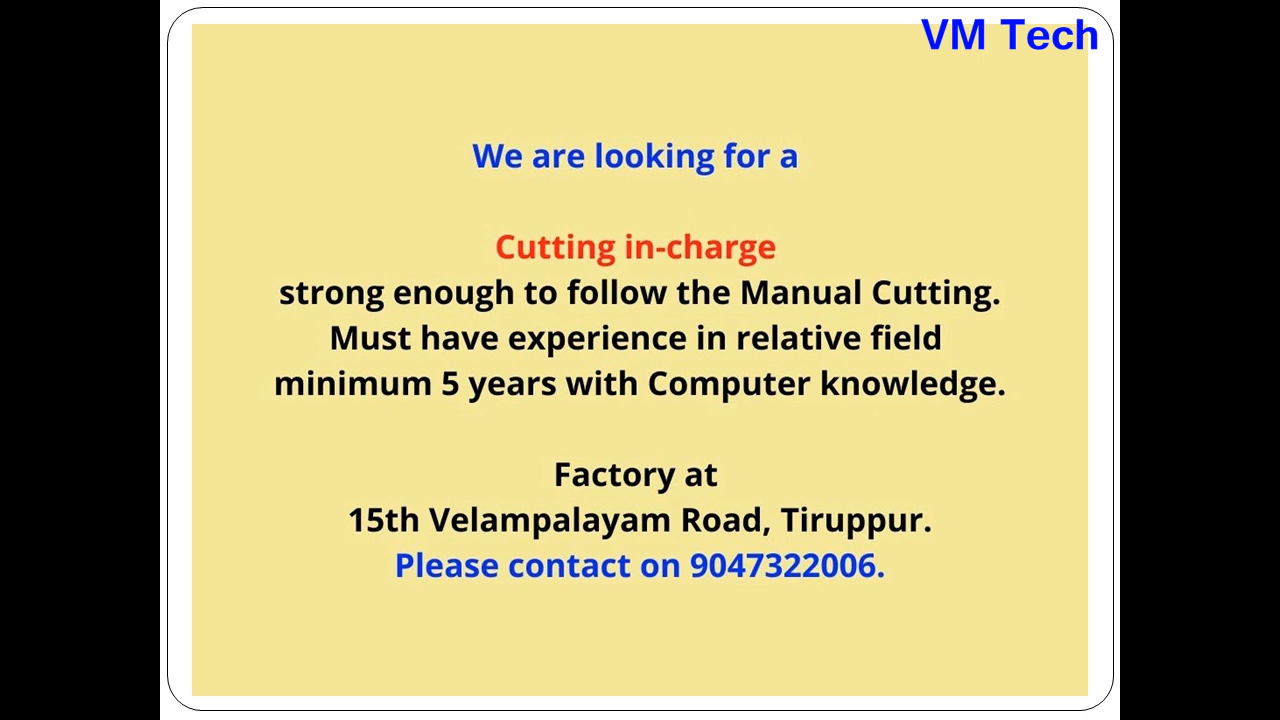 VM Tech
We are looking for a
Cutting in-charge
strong enough to follow the Manual Cutting.
Must have experience in relative field
minimum 5 years with Computer knowledge.
Factory at
15th Velampalayam Road, Tiruppur.
Please contact on 9047322006.